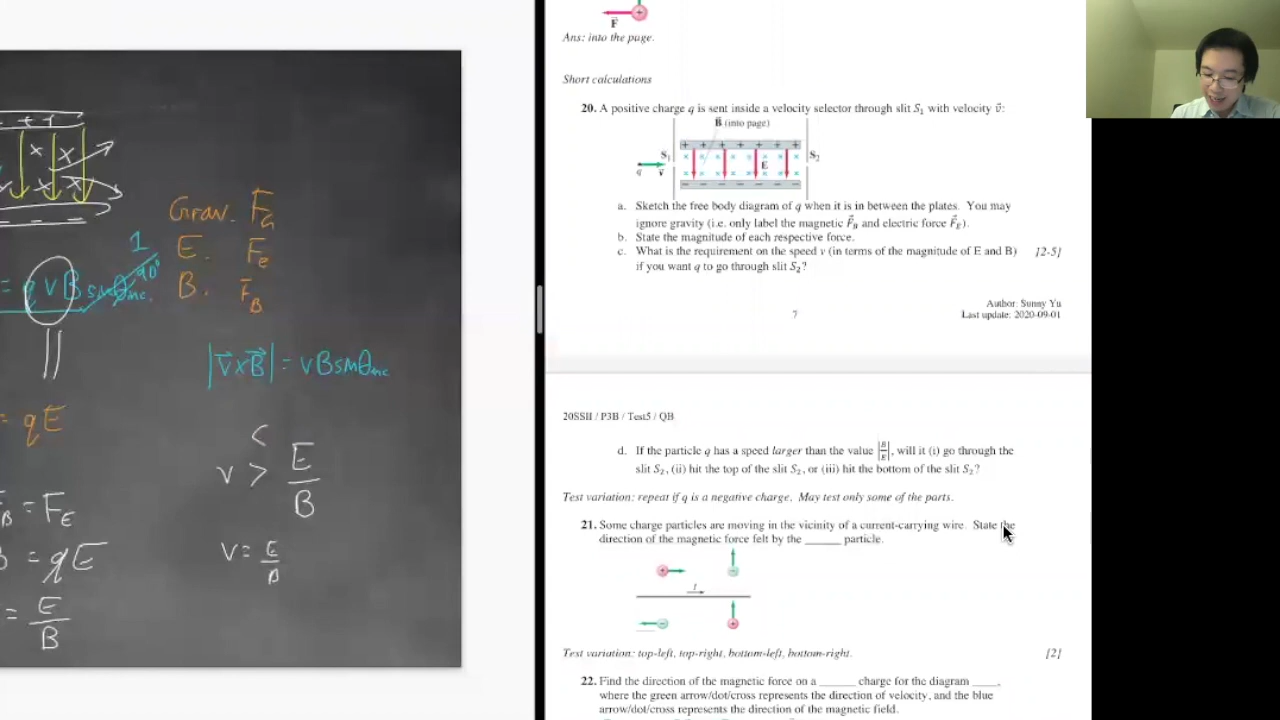 + +
x x
x x
- - -
1
90°
= q v B sinθinc.
||
= qE
B = FE
B = qE
= E
B
Grav. FG
E. Fe
B. FB
|v⃗ x B⃗| = vBsinθinc
<
v > E
B
v = E
B
F⃗
Ans: into the page.
Short calculations
20. A positive charge q is sent inside a velocity selector through slit S1 with velocity v⃗:
B⃗ (into page)
+ + + + + + +
S1
S2
E⃗
q v⃗
a. Sketch the free body diagram of q when it is in between the plates. You may
ignore gravity (i.e. only label the magnetic F⃗B and electric force F⃗E).
b. State the magnitude of each respective force.
c. What is the requirement on the speed v (in terms of the magnitude of E and B) [2-5]
if you want q to go through slit S2?
Author: Sunny Yu
7 Last update: 2020-09-01
20SSII / P3B / Test5 / QB
d. If the particle q has a speed larger than the value |B/E|, will it (i) go through the
slit S2, (ii) hit the top of the slit S2, or (iii) hit the bottom of the slit S2?
Test variation: repeat if q is a negative charge. May test only some of the parts.
21. Some charge particles are moving in the vicinity of a current-carrying wire. State the
direction of the magnetic force felt by the ______ particle.
I
Test variation: top-left, top-right, bottom-left, bottom-right. [2]
22. Find the direction of the magnetic force on a ______ charge for the diagram ____,
where the green arrow/dot/cross represents the direction of velocity, and the blue
arrow/dot/cross represents the direction of the magnetic field.